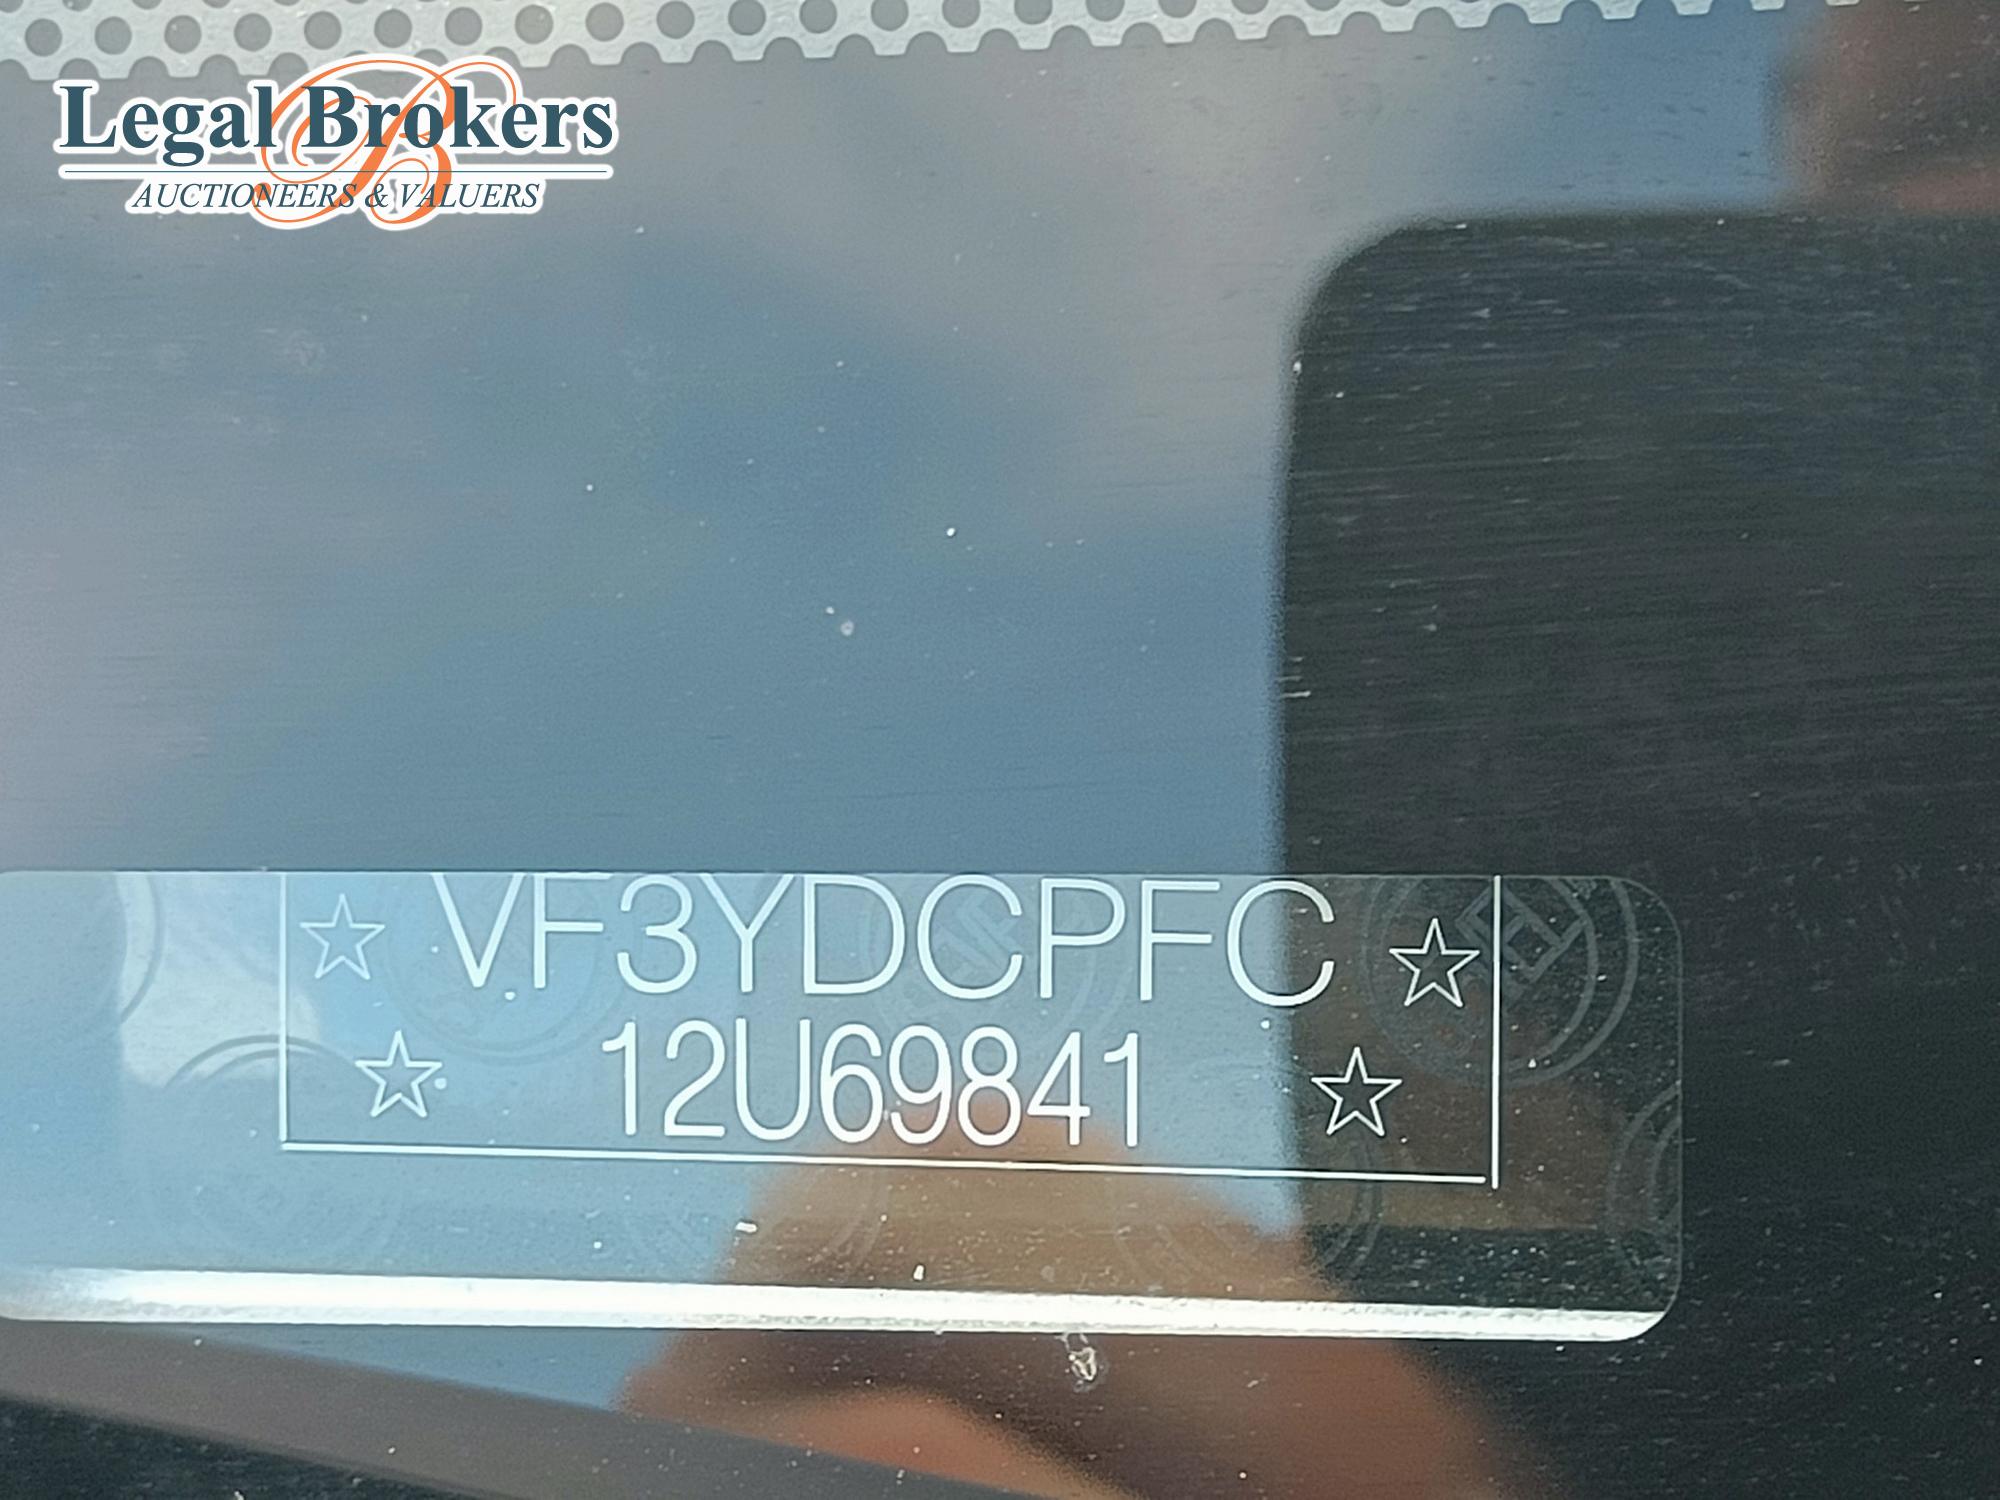 Legal Brokers
AUCTIONEERS & VALUERS
VF3YDCPFC
12U69841